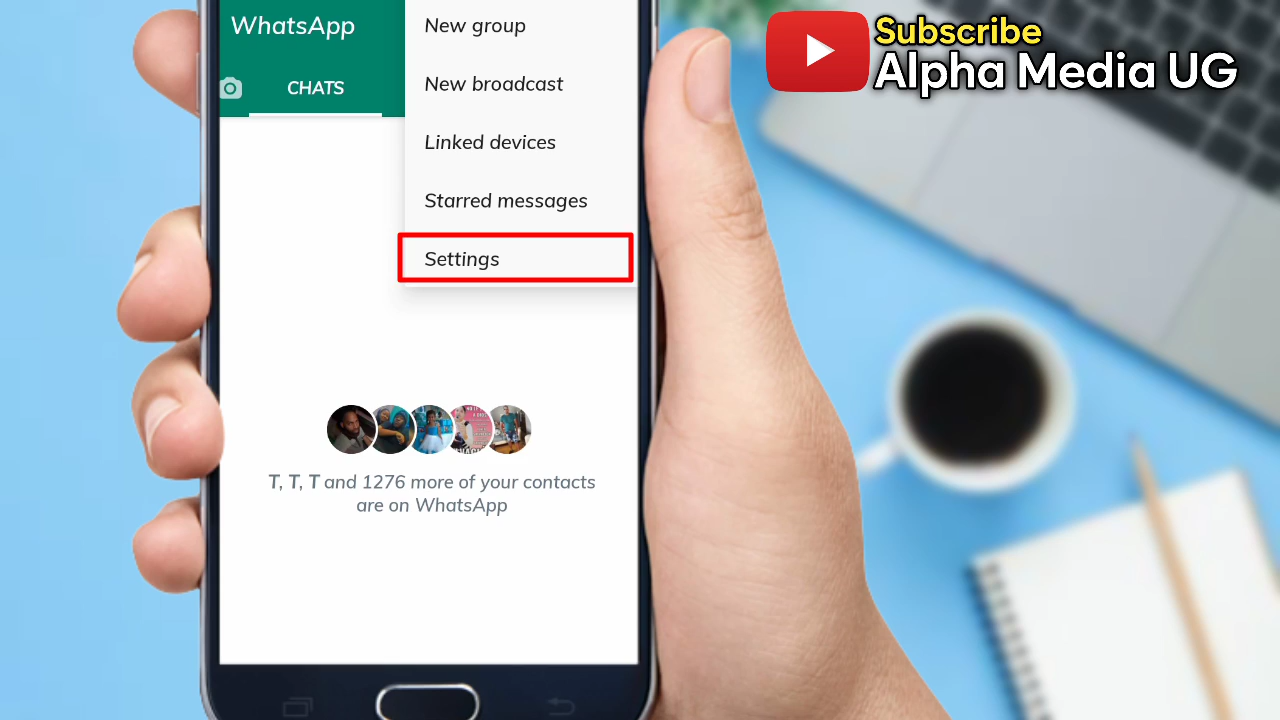 WhatsApp
CHATS
New group
New broadcast
Linked devices
Starred messages
Settings
T, T, T and 1276 more of your contacts
are on WhatsApp
Subscribe
Alpha Media UG